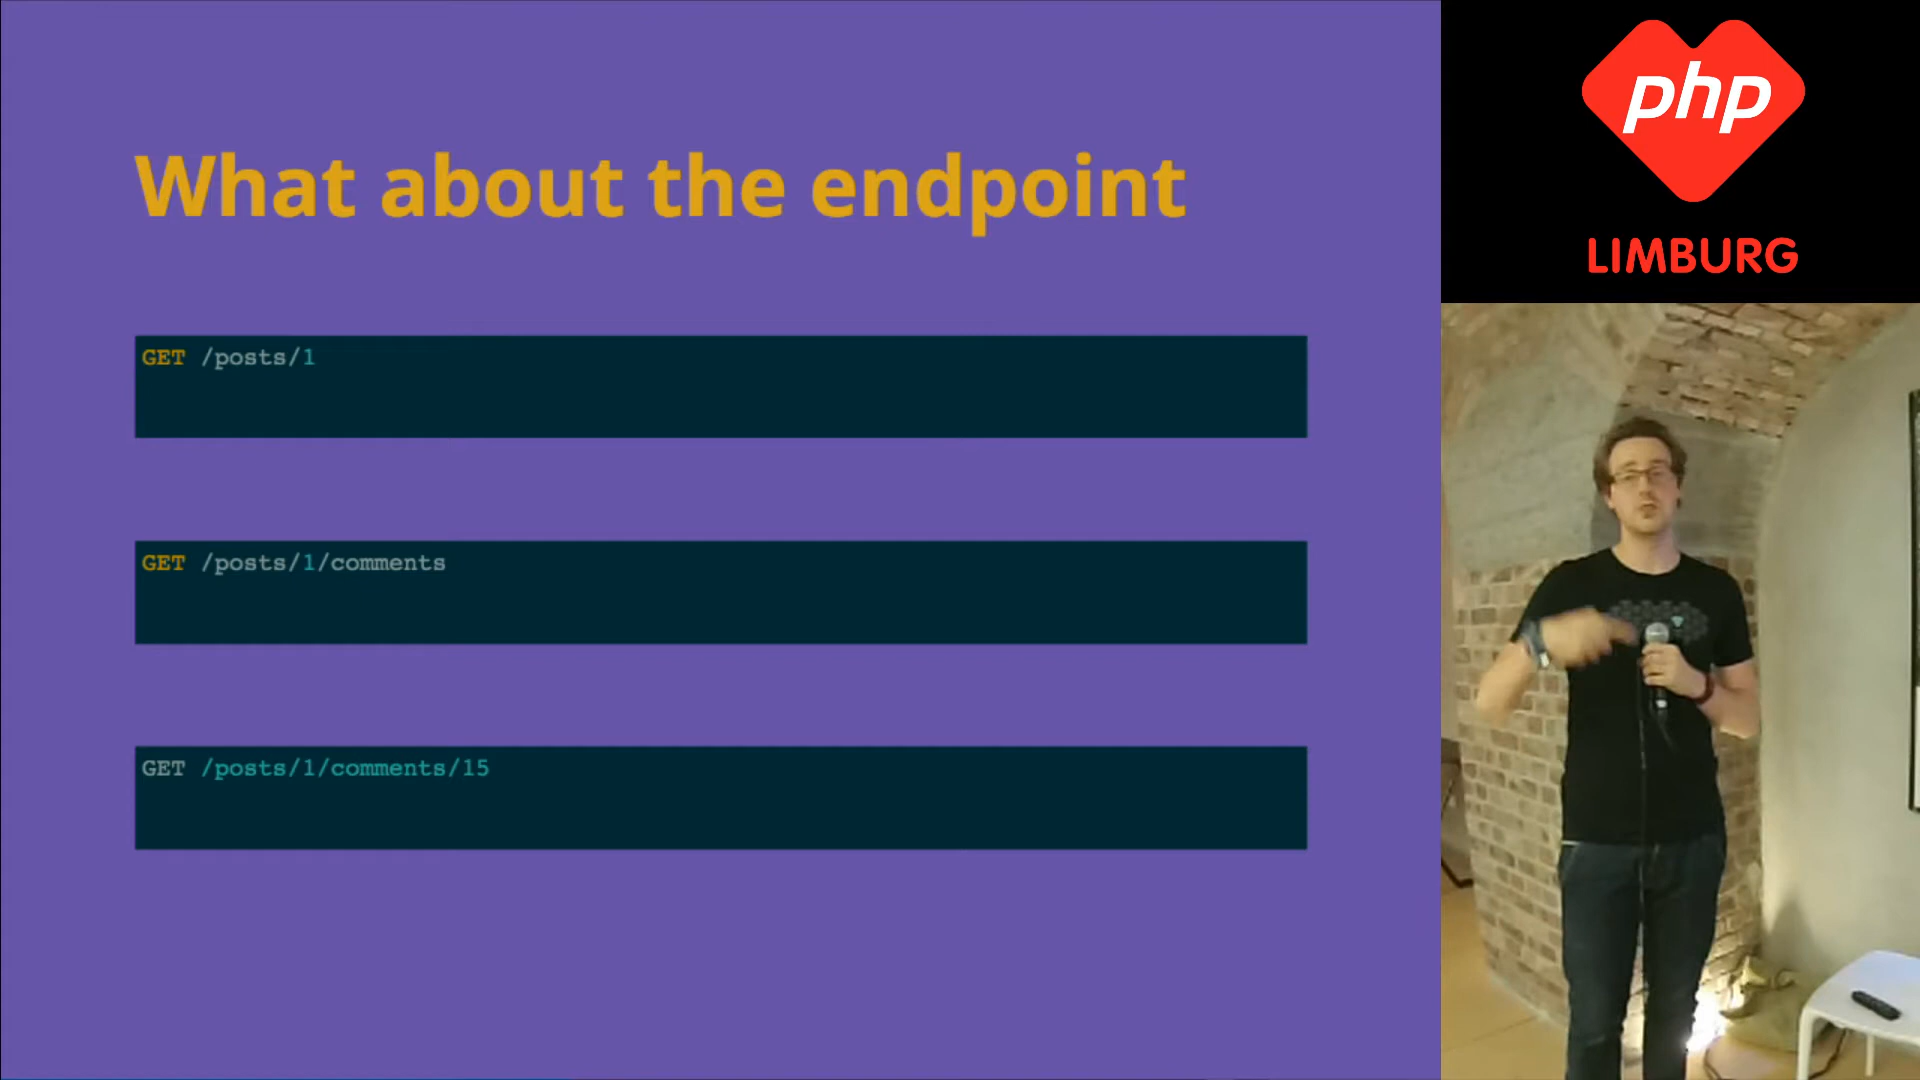 What about the endpoint
GET /posts/1
GET /posts/1/comments
GET /posts/1/comments/15
php
LIMBURG